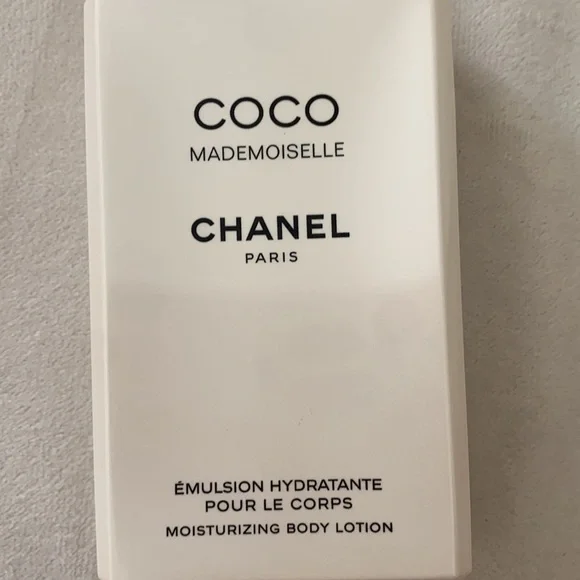 COCO
MADEMOISELLE
CHANEL
PARIS
ÉMULSION HYDRATANTE
POUR LE CORPS
MOISTURIZING BODY LOTION